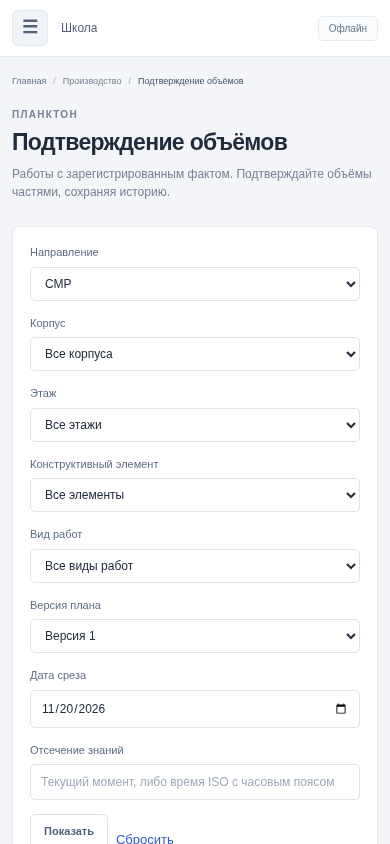 ☰ Школа Офлайн
Главная / Производство / Подтверждение объёмов
ПЛАНКТОН
Подтверждение объёмов
Работы с зарегистрированным фактом. Подтверждайте объёмы
частями, сохраняя историю.
Направление
СМР
Корпус
Все корпуса
Этаж
Все этажи
Конструктивный элемент
Все элементы
Вид работ
Все виды работ
Версия плана
Версия 1
Дата среза
11/20/2026
Отсечение знаний
Текущий момент, либо время ISO с часовым поясом
Показать Сбросить